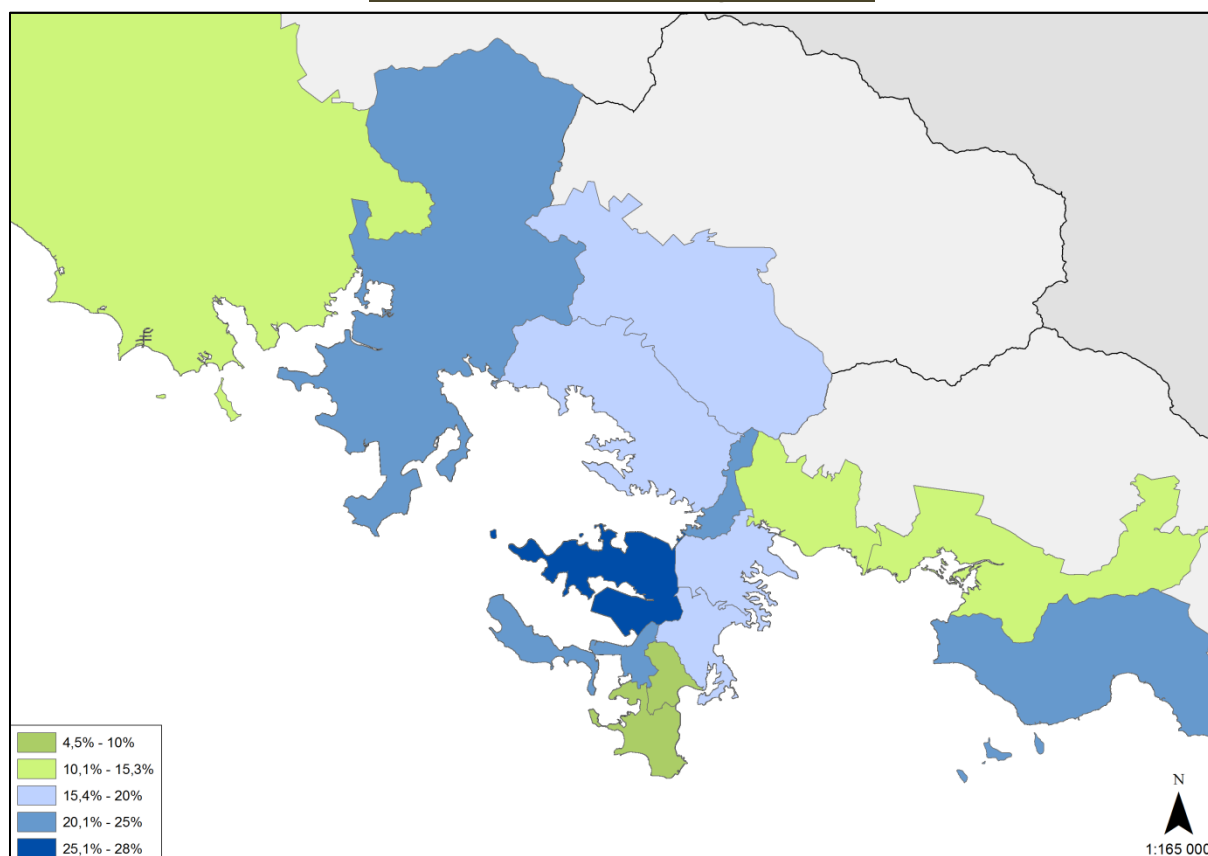 4,5% - 10%
10,1% - 15,3%
15,4% - 20%
20,1% - 25%
25,1% - 28%
N
1:165 000